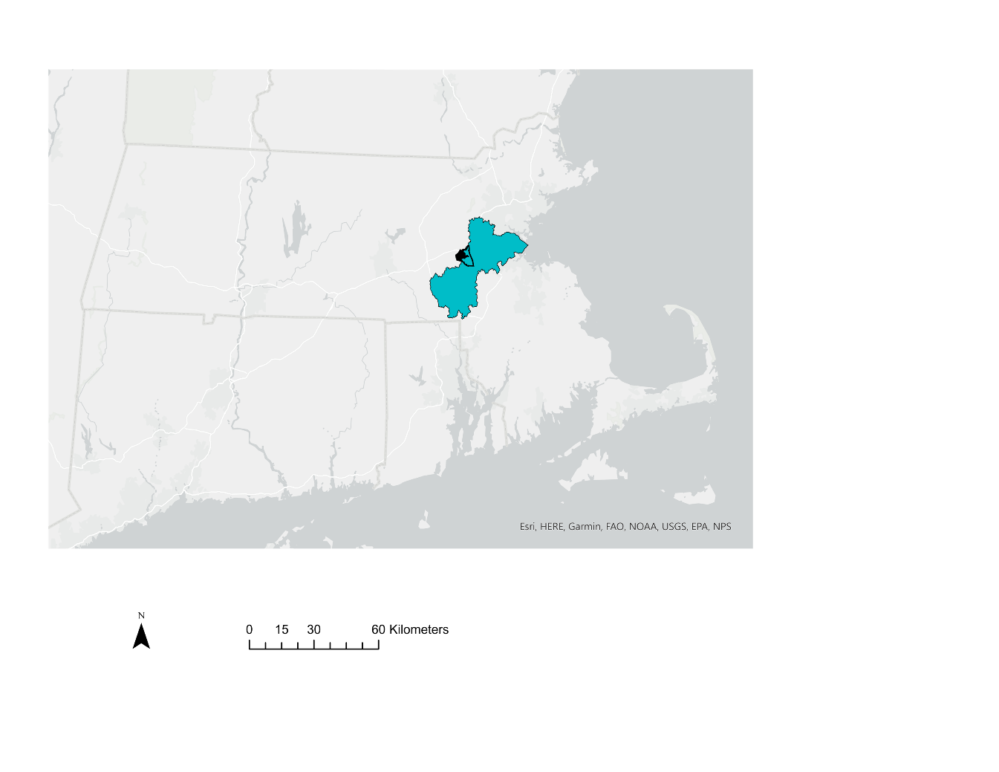 Esri, HERE, Garmin, FAO, NOAA, USGS, EPA, NPS
N
0 15 30 60 Kilometers